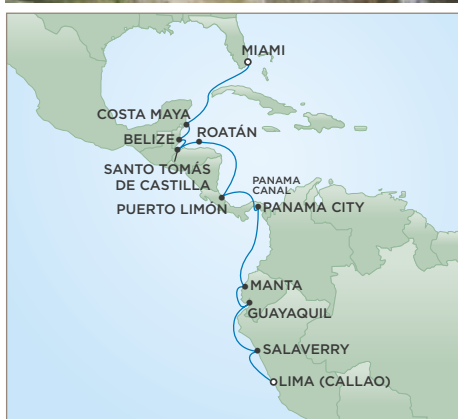 MIAMI
COSTA MAYA
BELIZE
ROATÁN
SANTO TOMÁS
DE CASTILLA
PANAMA
CANAL
PUERTO LIMÓN
PANAMA CITY
MANTA
GUAYAQUIL
SALAVERRY
LIMA (CALLAO)